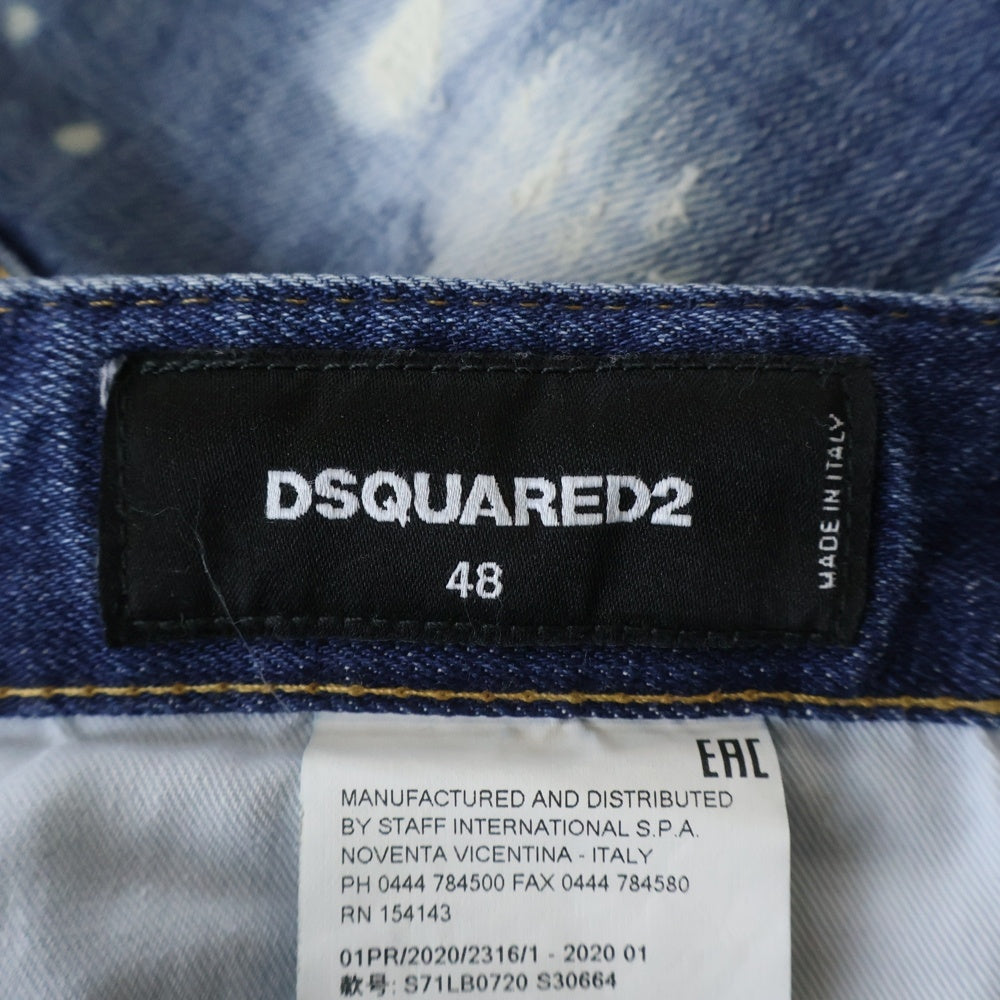 DSQUARED2
48
MADE IN ITALY
EAC
MANUFACTURED AND DISTRIBUTED
BY STAFF INTERNATIONAL S.P.A.
NOVENTA VICENTINA - ITALY
PH 0444 784500 FAX 0444 784580
RN 154143
01PR/2020/2316/1 - 2020 01
款号: S71LB0720 S30664